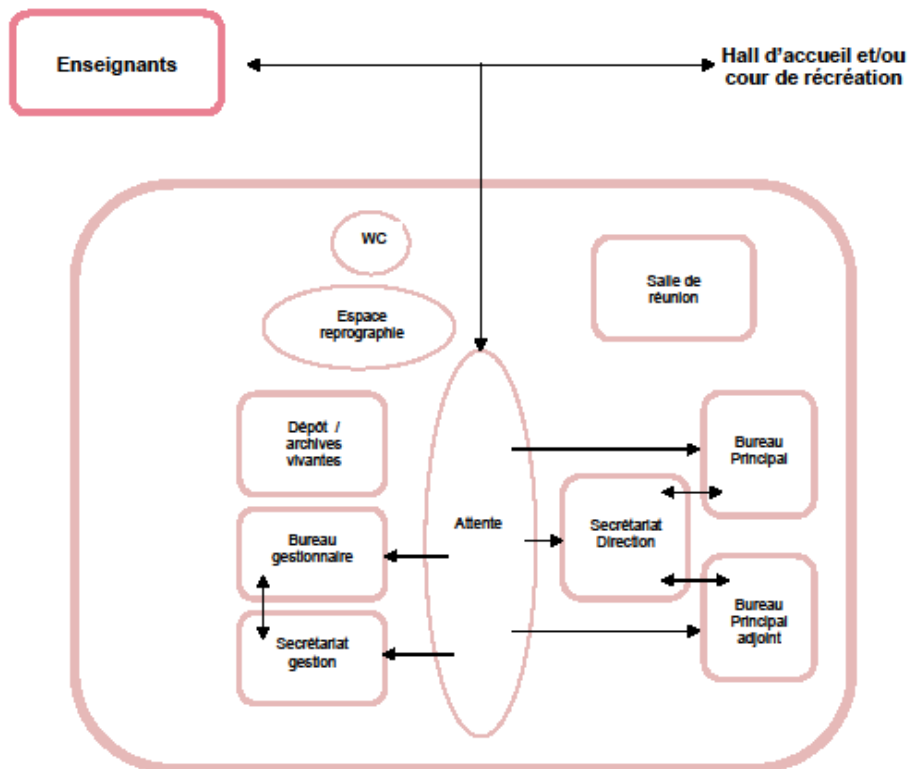 Enseignants
Hall d'accueil et/ou
cour de récréation
WC
Salle de
réunion
Espace
reprographie
Dépôt /
archives
vivantes
Bureau
Principal
Attente
Secrétariat
Direction
Bureau
gestionnaire
Bureau
Principal
adjoint
Secrétariat
gestion